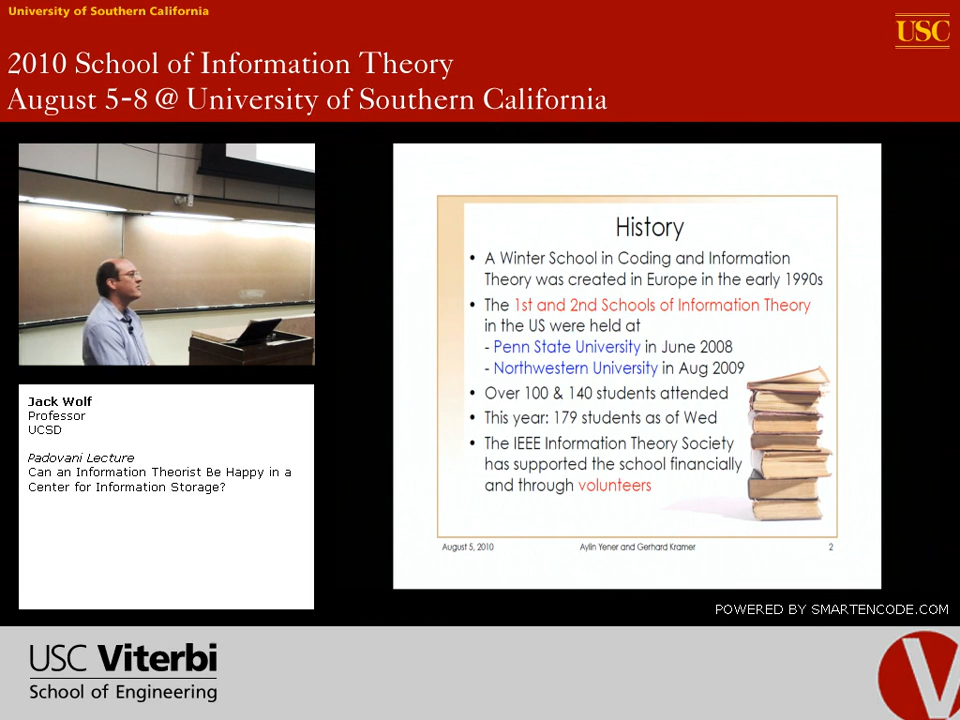 University of Southern California
USC
2010 School of Information Theory
August 5-8 @ University of Southern California
Jack Wolf
Professor
UCSD
Padovani Lecture
Can an Information Theorist Be Happy in a
Center for Information Storage?
History
• A Winter School in Coding and Information
Theory was created in Europe in the early 1990s
• The 1st and 2nd Schools of Information Theory
in the US were held at
- Penn State University in June 2008
- Northwestern University in Aug 2009
• Over 100 & 140 students attended
• This year: 179 students as of Wed
• The IEEE Information Theory Society
has supported the school financially
and through volunteers
August 5, 2010 Aylin Yener and Gerhard Kramer 2
POWERED BY SMARTENCODE.COM
USC Viterbi
School of Engineering
V